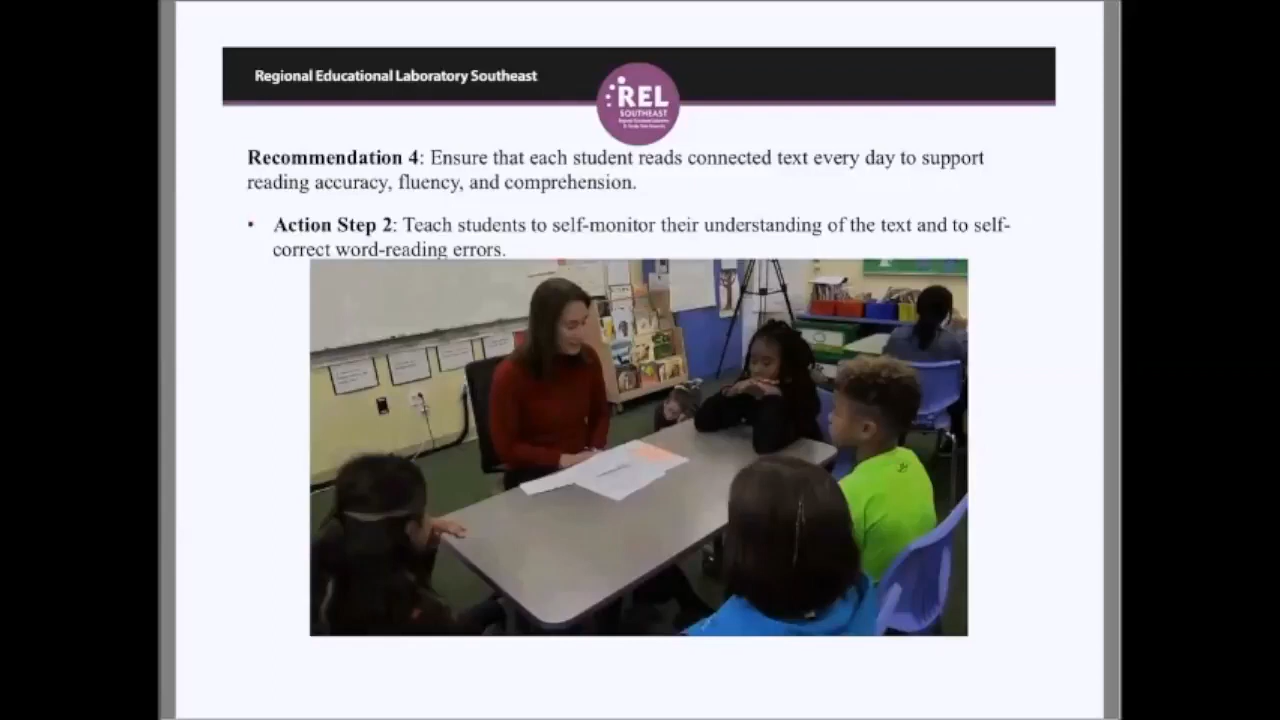 Regional Educational Laboratory Southeast
REL
SOUTHEAST
Recommendation 4: Ensure that each student reads connected text every day to support
reading accuracy, fluency, and comprehension.
• Action Step 2: Teach students to self-monitor their understanding of the text and to self-
correct word-reading errors.